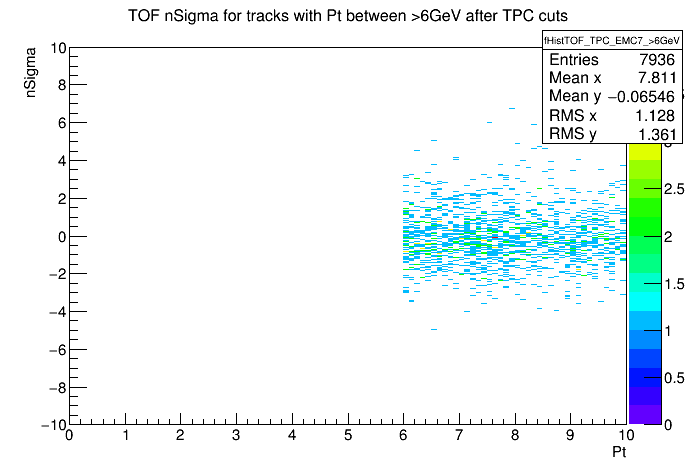 TOF nSigma for tracks with Pt between >6GeV after TPC cuts
fHistTOF_TPC_EMC7_>6GeV
Entries 7936
Mean x 7.811
Mean y −0.06546
RMS x 1.128
RMS y 1.361
nSigma
10
8
6
4
2
0
−2
−4
−6
−8
−10
0 1 2 3 4 5 6 7 8 9 10
Pt
2.5
2
1.5
1
0.5
0